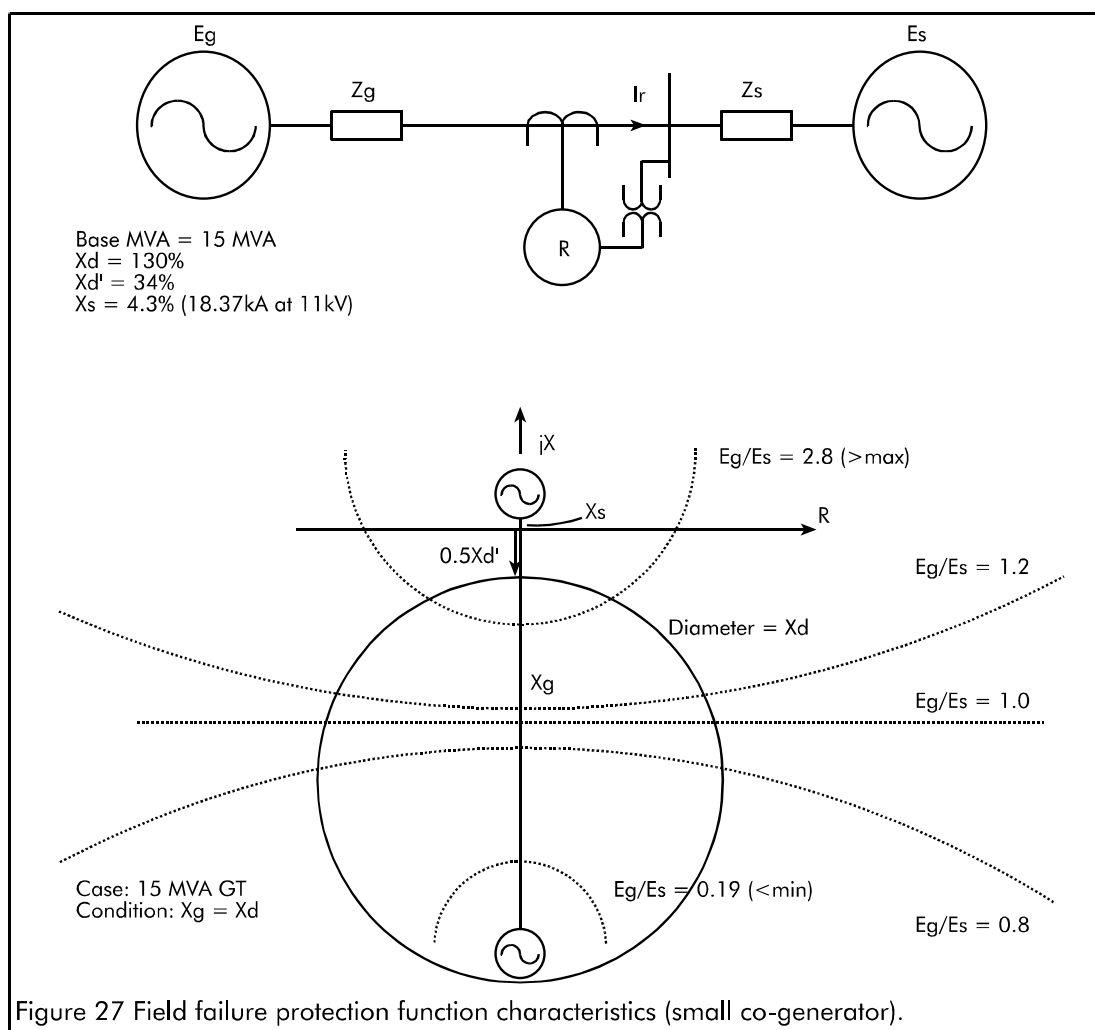 Eg
Es
Zg
Ir
Zs
R
Base MVA = 15 MVA
Xd = 130%
Xd' = 34%
Xs = 4.3% (18.37kA at 11kV)
jX
Eg/Es = 2.8 (>max)
Xs
R
0.5Xd'
Eg/Es = 1.2
Diameter = Xd
Xg
Eg/Es = 1.0
Case: 15 MVA GT
Condition: Xg = Xd
Eg/Es = 0.19 (<min)
Eg/Es = 0.8
Figure 27 Field failure protection function characteristics (small co-generator).